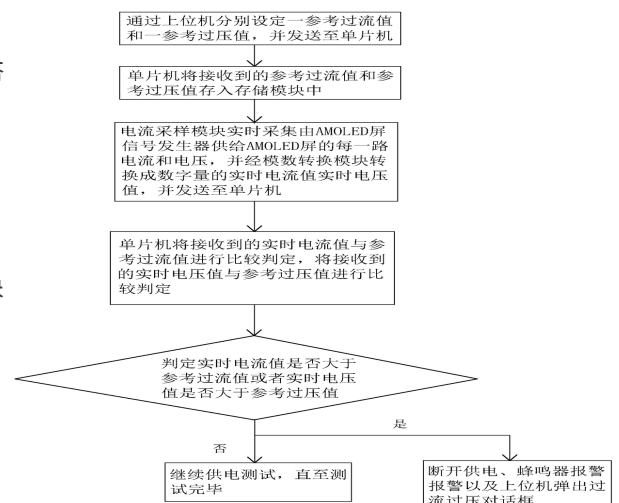 通过上位机分别设定一参考过流值
和一参考过压值，并发送至单片机
单片机将接收到的参考过流值和参
考过压值存入存储模块中
电流采样模块实时采集由AMOLED屏
信号发生器供给AMOLED屏的每一路
电流和电压，并经模数转换模块转
换成数字量的实时电流值实时电压
值，并发送至单片机
单片机将接收到的实时电流值与参
考过流值进行比较判定，将接收到
的实时电压值与参考过压值进行比
较判定
判定实时电流值是否大于
参考过流值或者实时电压
值是否大于参考过压值
是
否
继续供电测试，直至测
试完毕
断开供电、蜂鸣器报警
报警以及上位机弹出过
流过压对话框